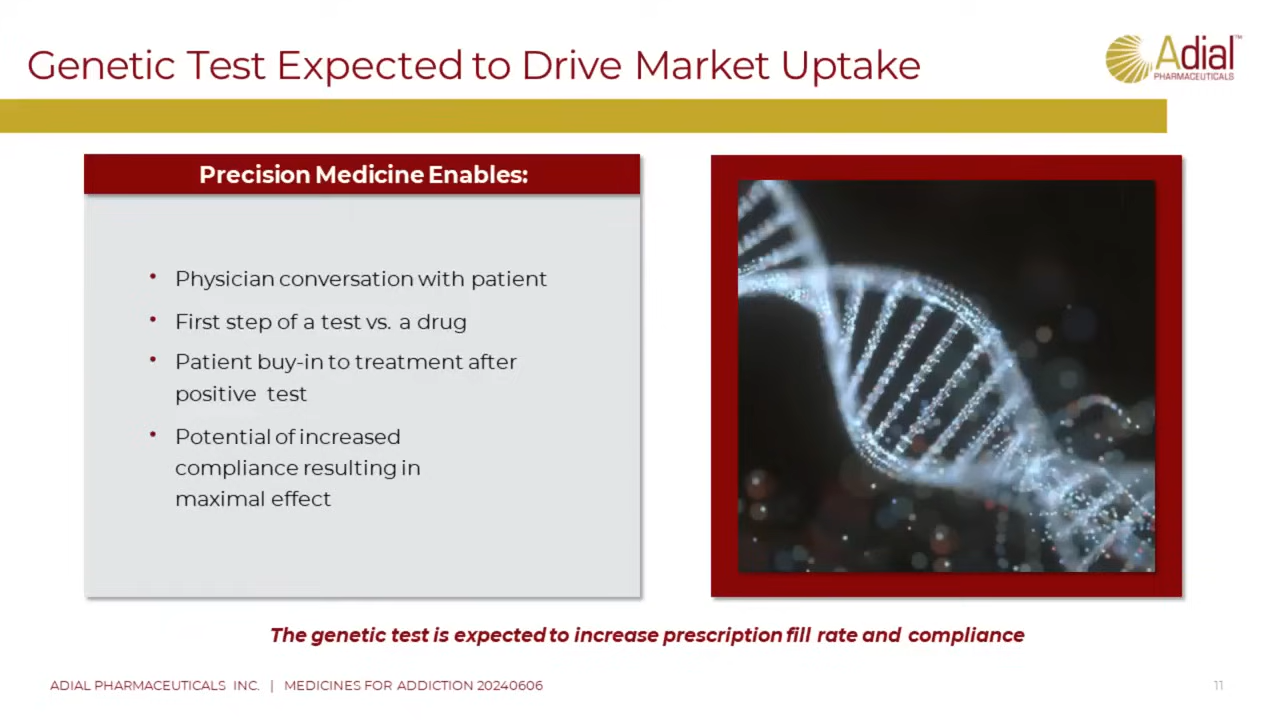 Genetic Test Expected to Drive Market Uptake
Adial™
PHARMACEUTICALS
Precision Medicine Enables:
• Physician conversation with patient
• First step of a test vs. a drug
• Patient buy-in to treatment after
positive test
• Potential of increased
compliance resulting in
maximal effect
The genetic test is expected to increase prescription fill rate and compliance
ADIAL PHARMACEUTICALS INC. | MEDICINES FOR ADDICTION 20240606
11